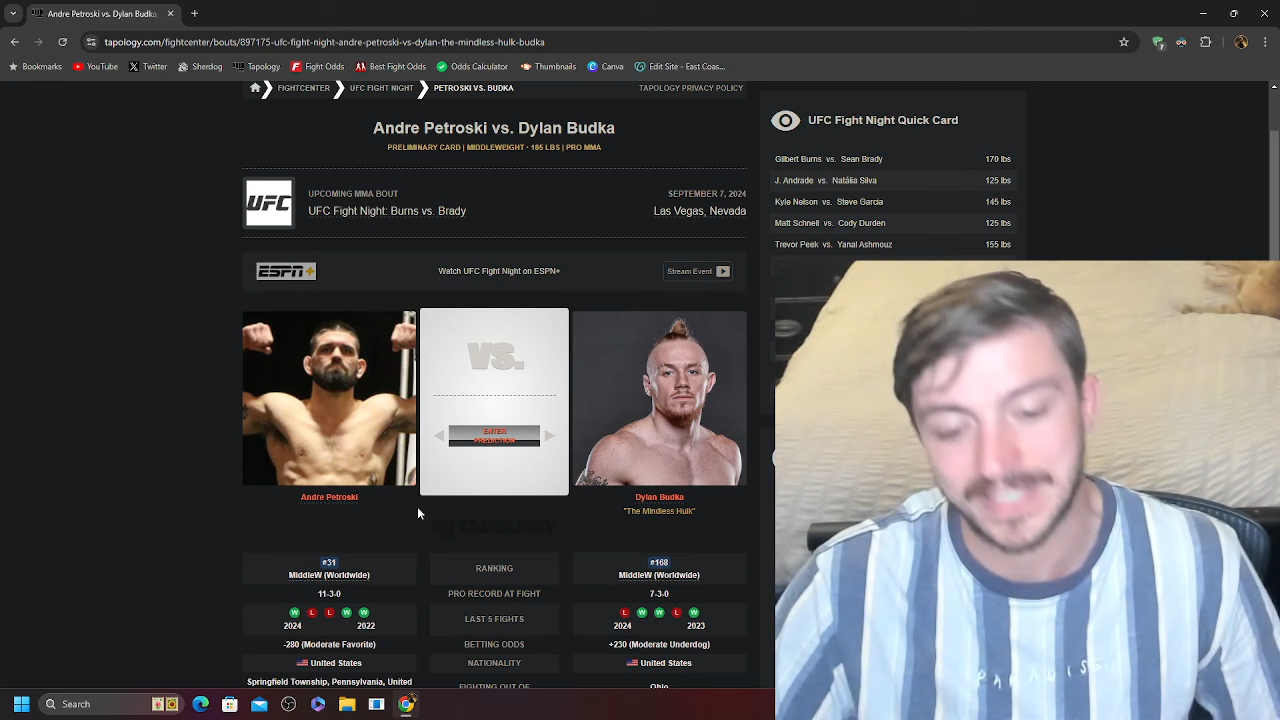 Andre Petroski vs. Dylan Budka
tapology.com/fightcenter/bouts/897175-ufc-fight-night-andre-petroski-vs-dylan-the-mindless-hulk-budka
Bookmarks YouTube Twitter Sherdog Tapology Fight Odds Best Fight Odds Odds Calculator Thumbnails Canva Edit Site - East Coas...
FIGHTCENTER UFC FIGHT NIGHT PETROSKI VS. BUDKA TAPOLOGY PRIVACY POLICY
Andre Petroski vs. Dylan Budka
PRELIMINARY CARD | MIDDLEWEIGHT · 185 LBS | PRO MMA
UFC
UPCOMING MMA BOUT SEPTEMBER 7, 2024
UFC Fight Night: Burns vs. Brady Las Vegas, Nevada
ESPN+ Watch UFC Fight Night on ESPN+ Stream Event
VS.
ENTER
PREDICTION
Andre Petroski Dylan Budka
"The Mindless Hulk"
TAPOLOGY
#31 RANKING #168
MiddleW (Worldwide) MiddleW (Worldwide)
11-3-0 PRO RECORD AT FIGHT 7-3-0
W L L W W LAST 5 FIGHTS L W W L W
2024 2022 2024 2023
-280 (Moderate Favorite) BETTING ODDS +230 (Moderate Underdog)
United States NATIONALITY United States
Springfield Township, Pennsylvania, United FIGHTING OUT OF Ohio
UFC Fight Night Quick Card
Gilbert Burns vs. Sean Brady 170 lbs
J. Andrade vs. Natália Silva 125 lbs
Kyle Nelson vs. Steve Garcia 145 lbs
Matt Schnell vs. Cody Durden 125 lbs
Trevor Peek vs. Yanal Ashmouz 155 lbs
PARADISE.
Search